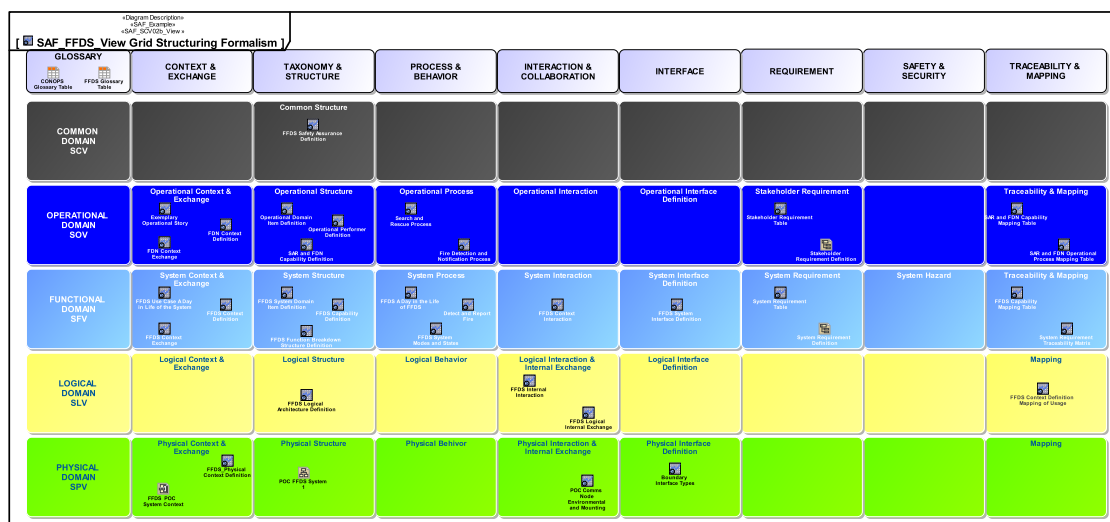 «Diagram Description»
«SAF_Example»
«SAF_SCV02b_View »
[ SAF_FFDS_View Grid Structuring Formalism ]
GLOSSARY
CONOPS
Glossary Table
FFDS Glossary
Table
CONTEXT &
EXCHANGE
TAXONOMY &
STRUCTURE
PROCESS &
BEHAVIOR
INTERACTION &
COLLABORATION
INTERFACE
REQUIREMENT
SAFETY &
SECURITY
TRACEABILITY &
MAPPING
COMMON
DOMAIN
SCV
Common Structure
FFDS Safety Assurance
Definition
OPERATIONAL
DOMAIN
SOV
Operational Context &
Exchange
Exemplary
Operational Story
FDN Context
Definition
FDN Context
Exchange
Operational Structure
Operational Domain
Item Definition
Operational Performer
Definition
SAR and FDN
Capability Definition
Operational Process
Search and
Rescue Process
Fire Detection and
Notification Process
Operational Interaction
Operational Interface
Definition
Stakeholder Requirement
Stakeholder Requirement
Table
Stakeholder
Requirement Definition
Traceability & Mapping
SAR and FDN Capability
Mapping Table
SAR and FDN Operational
Process Mapping Table
FUNCTIONAL
DOMAIN
SFV
System Context &
Exchange
FFDS Use Case A Day
in Life of the System
FFDS Context
Definition
FFDS Context
Exchange
System Structure
FFDS System Domain
Item Definition
FFDS Capability
Definition
FFDS Function Breakdown
Structure Definition
System Process
FFDS A Day in the Life
of FFDS
Detect and Report
Fire
FFDS System
Modes and States
System Interaction
FFDS Context
Interaction
System Interface
Definition
FFDS System
Interface Definition
System Requirement
System Requirement
Table
System Requirement
Definition
System Hazard
Traceability & Mapping
FFDS Capability
Mapping Table
System Requirement
Traceability Matrix
LOGICAL
DOMAIN
SLV
Logical Context &
Exchange
Logical Structure
FFDS Logical
Architecture Definition
Logical Behavior
Logical Interaction &
Internal Exchange
FFDS Internal
Interaction
FFDS Logical
Internal Exchange
Logical Interface
Definition
Mapping
FFDS Context Definition
Mapping of Usage
PHYSICAL
DOMAIN
SPV
Physical Context &
Exchange
FFDS_Physical
Context Definition
FFDS POC
System Context
Physical Structure
POC FFDS System
1
Physical Behivor
Physical Interaction &
Internal Exchange
POC Comms
Node
Environmental
and Mounting
Physical Interface
Definition
Boundary
Interface Types
Mapping